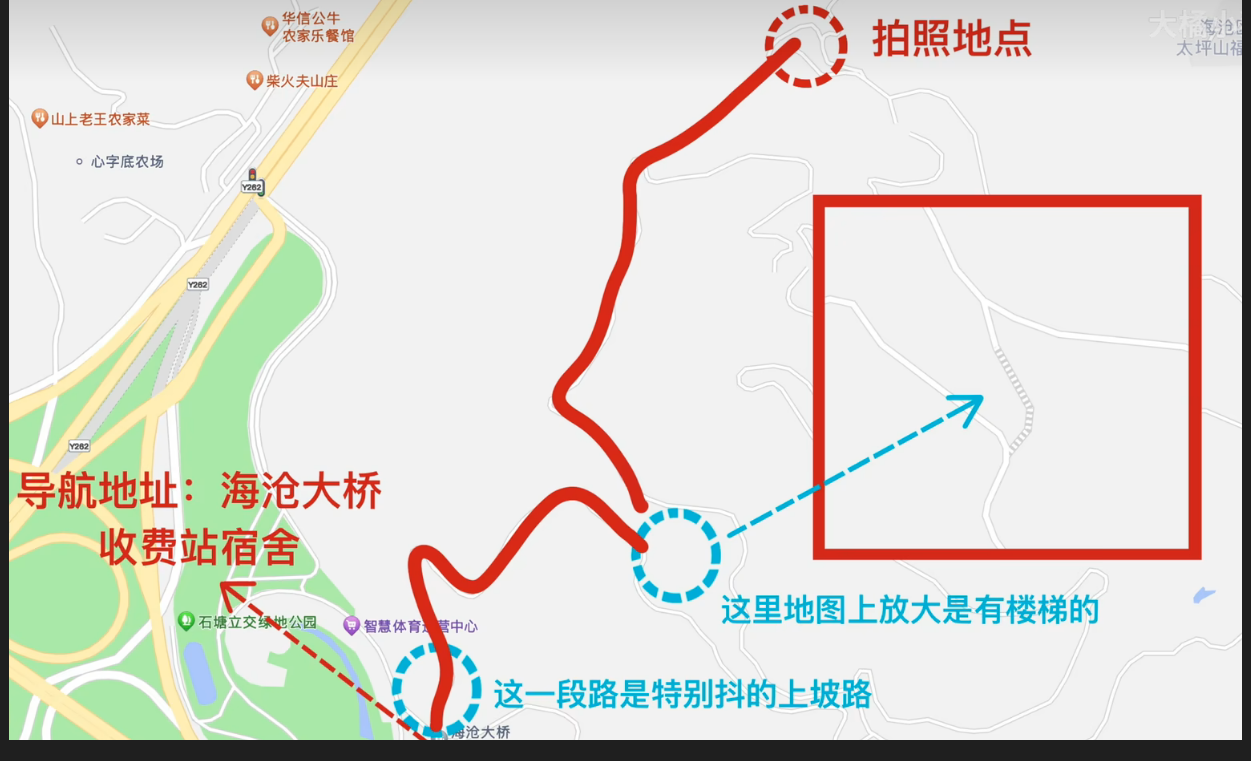 华信公牛
农家乐餐馆
拍照地点
柴火夫山庄
山上老王农家菜
心字底农场
Y262
Y262
Y262
导航地址：海沧大桥
收费站宿舍
这里地图上放大是有楼梯的
石塘立交绿地公园
智慧体育运营中心
这一段路是特别抖的上坡路
海沧大桥
太坪山福